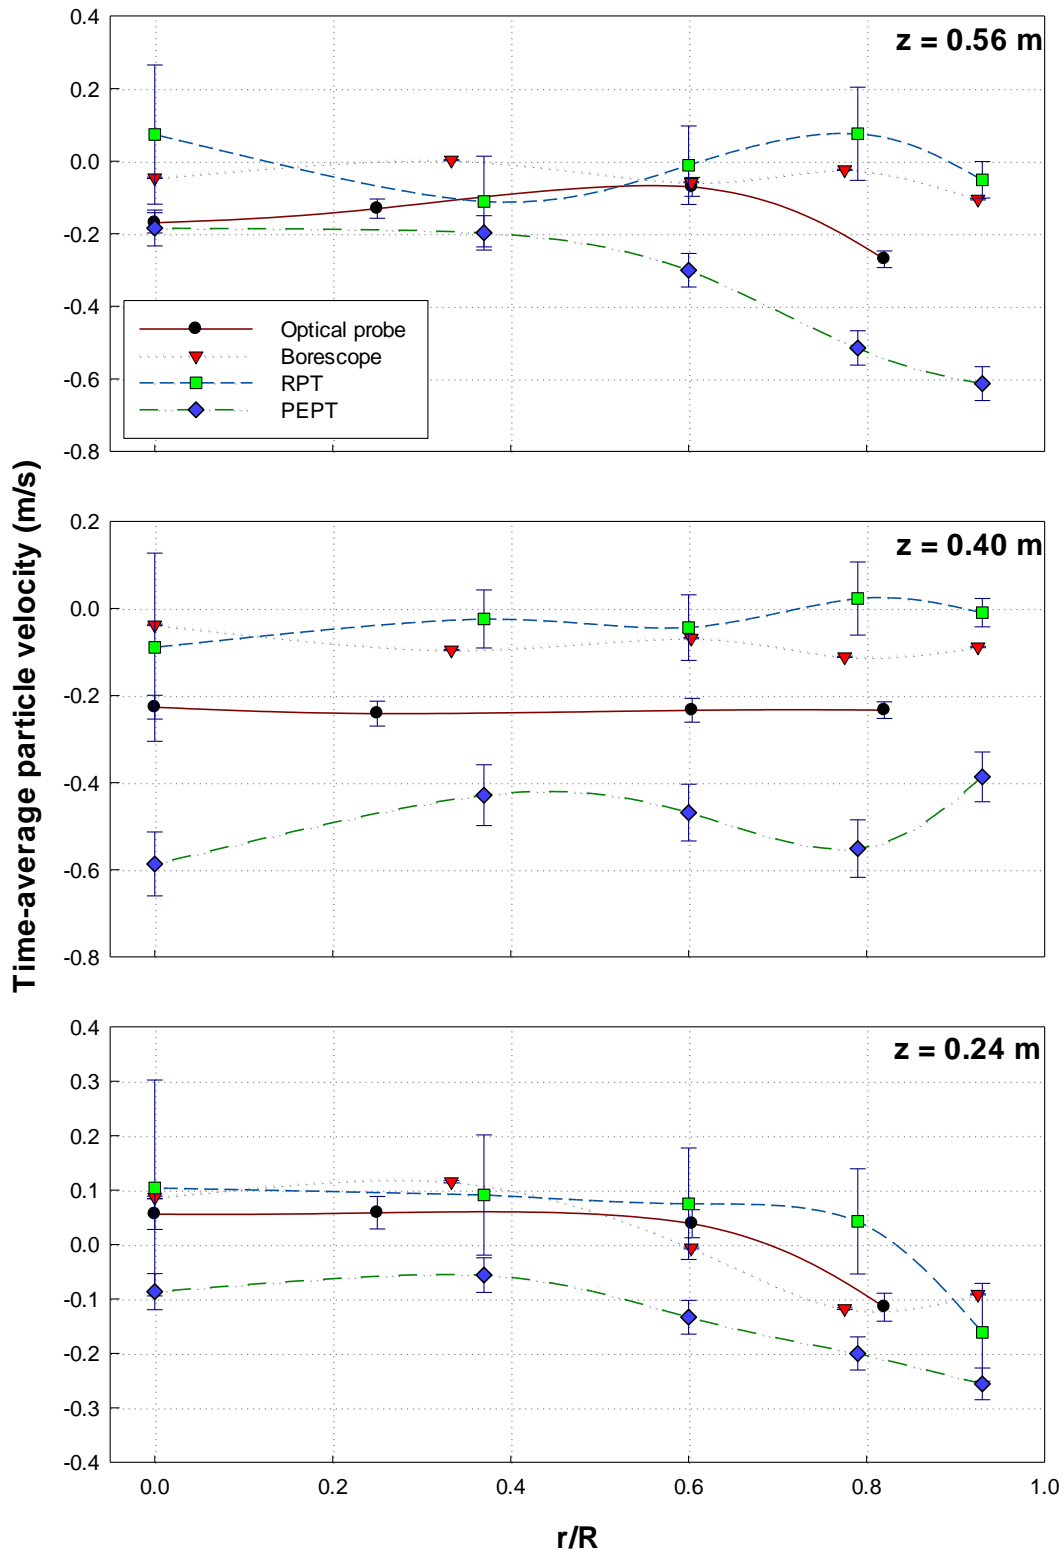 0.4
z = 0.56 m
0.2
0.0
-0.2
-0.4
-0.6
-0.8
Optical probe
Borescope
RPT
PEPT
Time-average particle velocity (m/s)
0.2
z = 0.40 m
0.0
-0.2
-0.4
-0.6
-0.8
0.4
z = 0.24 m
0.3
0.2
0.1
0.0
-0.1
-0.2
-0.3
-0.4
0.0 0.2 0.4 0.6 0.8 1.0
r/R